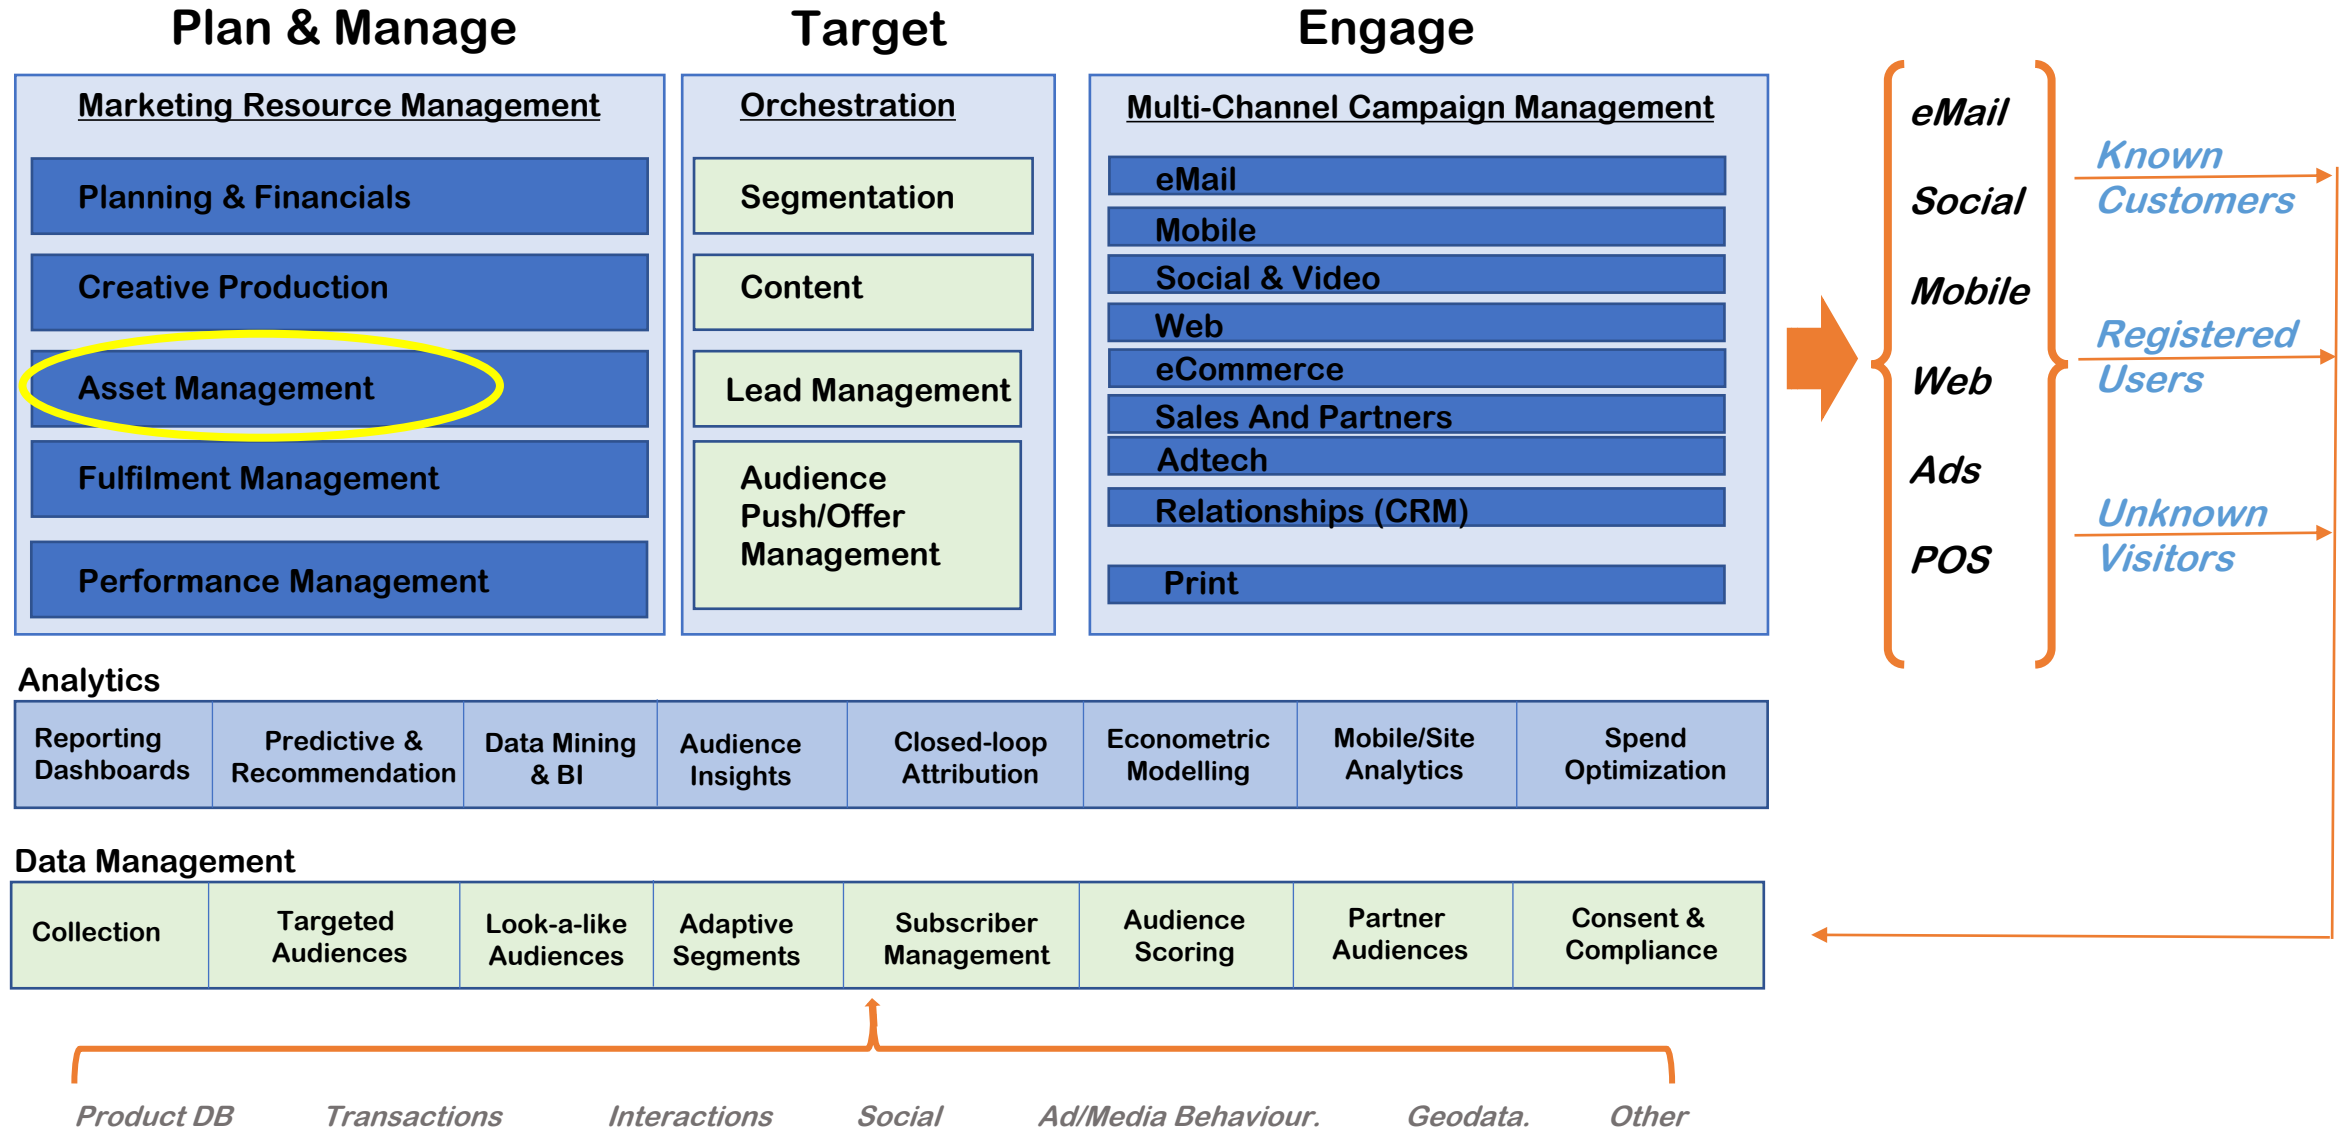 Plan & Manage
Target
Engage
Marketing Resource Management
Planning & Financials
Creative Production
Asset Management
Fulfilment Management
Performance Management
Orchestration
Segmentation
Content
Lead Management
Audience
Push/Offer
Management
Multi-Channel Campaign Management
eMail
Mobile
Social & Video
Web
eCommerce
Sales And Partners
Adtech
Relationships (CRM)
Print
eMail
Social
Mobile
Web
Ads
POS
Known
Customers
Registered
Users
Unknown
Visitors
Analytics
Reporting
Dashboards
Predictive &
Recommendation
Data Mining
& BI
Audience
Insights
Closed-loop
Attribution
Econometric
Modelling
Mobile/Site
Analytics
Spend
Optimization
Data Management
Collection
Targeted
Audiences
Look-a-like
Audiences
Adaptive
Segments
Subscriber
Management
Audience
Scoring
Partner
Audiences
Consent &
Compliance
Product DB
Transactions
Interactions
Social
Ad/Media Behaviour.
Geodata.
Other